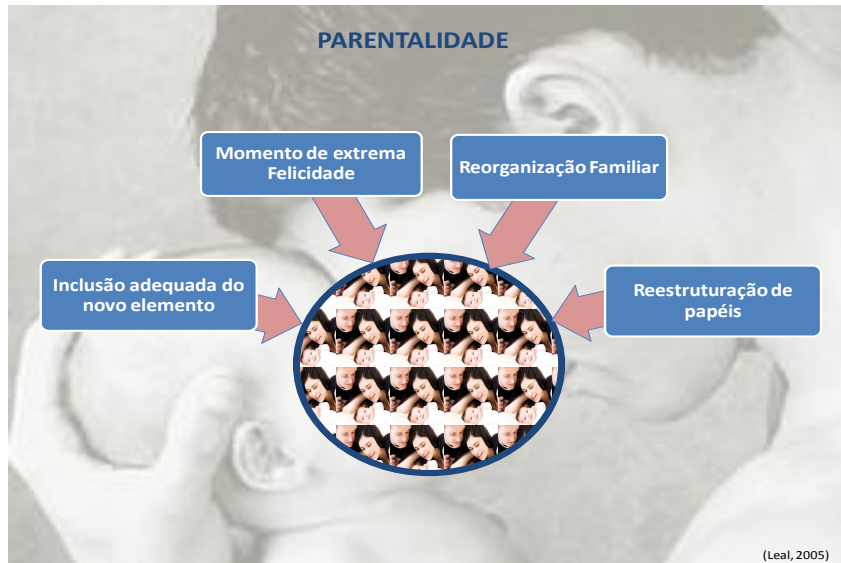 PARENTALIDADE
Momento de extrema
Felicidade
Reorganização Familiar
Inclusão adequada do
novo elemento
Reestruturação de
papéis
(Leal, 2005)